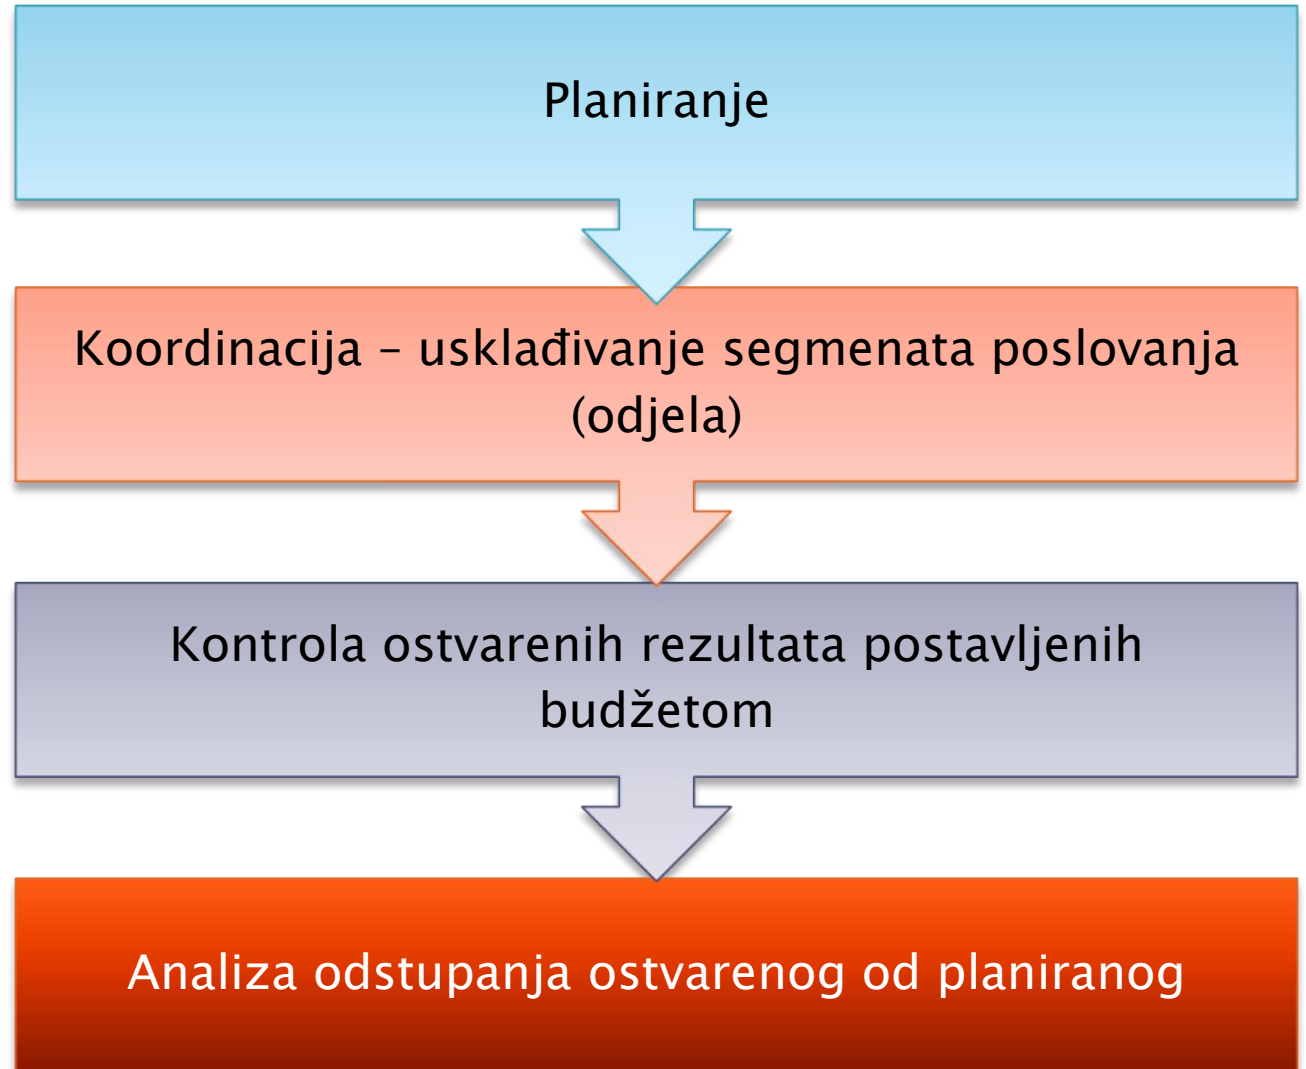 Planiranje
Koordinacija – usklađivanje segmenata poslovanja
(odjela)
Kontrola ostvarenih rezultata postavljenih
budžetom
Analiza odstupanja ostvarenog od planiranog